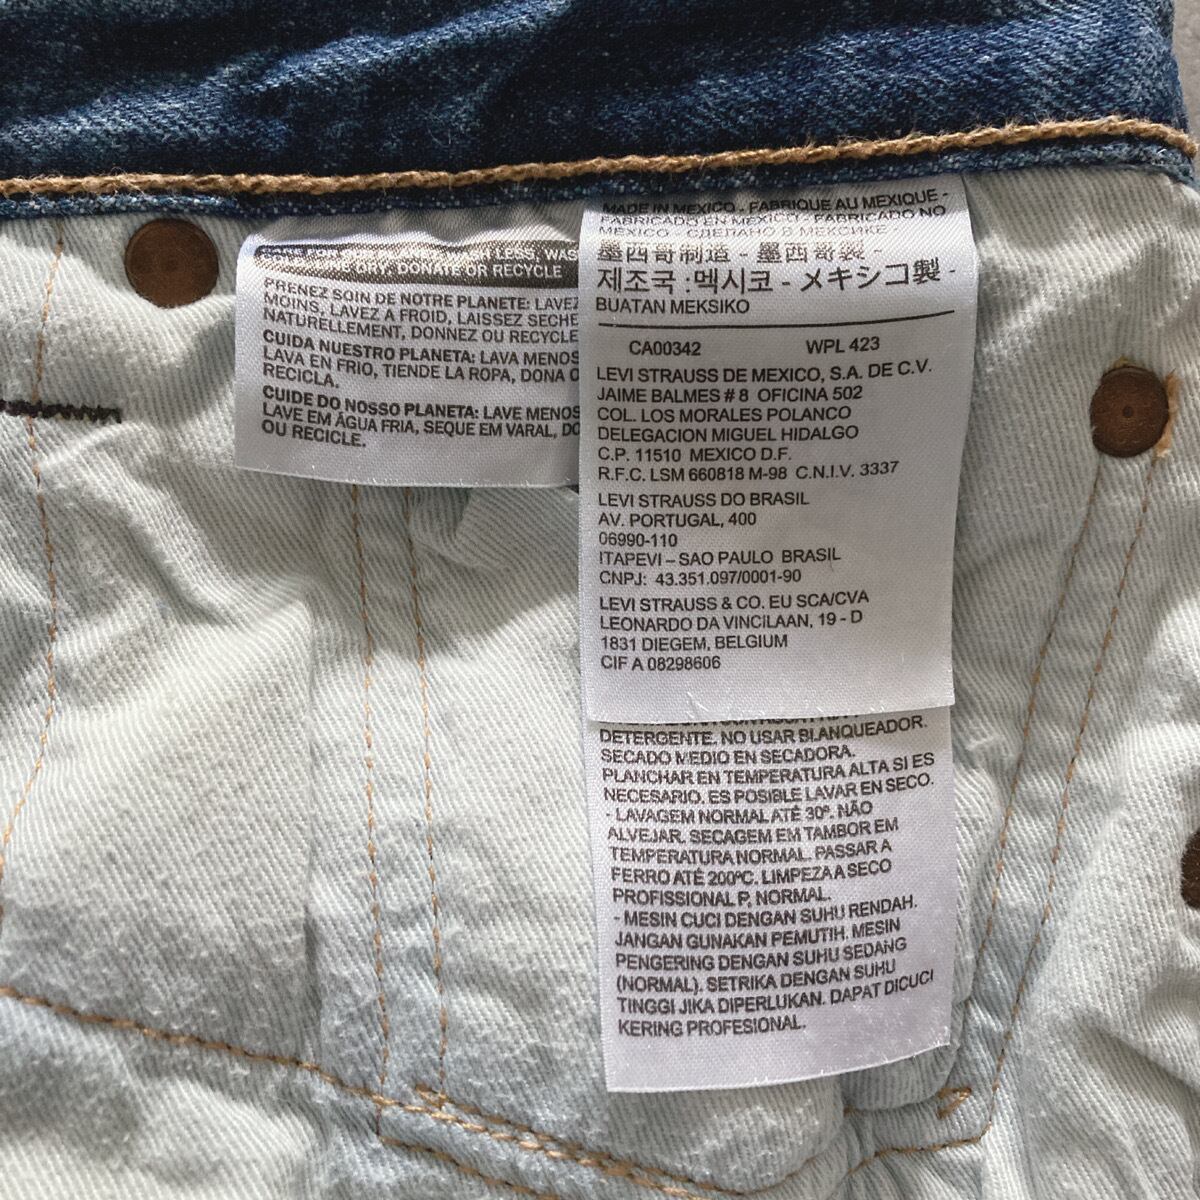 LESS, WAS
DRY, DONATE OR RECYCLE
PRENEZ SOIN DE NOTRE PLANETE: LAVEZ
MOINS, LAVEZ A FROID, LAISSEZ SECHE
NATURELLEMENT, DONNEZ OU RECYCLE
CUIDA NUESTRO PLANETA: LAVA MENOS
LAVA EN FRIO, TIENDE LA ROPA, DONA O
RECICLA.
CUIDE DO NOSSO PLANETA: LAVE MENOS
LAVE EM ÁGUA FRIA, SEQUE EM VARAL, DO
OU RECICLE.
MADE IN MEXICO - FABRIQUE AU MEXIQUE -
FABRICADO EN MEXICO - FABRICADO NO
MEXICO - СДЕЛАНО В МЕКСИКЕ -
墨西哥制造 - 墨西哥製 -
제조국 :멕시코 - メキシコ製 -
BUATAN MEKSIKO
CA00342 WPL 423
LEVI STRAUSS DE MEXICO, S.A. DE C.V.
JAIME BALMES # 8 OFICINA 502
COL. LOS MORALES POLANCO
DELEGACION MIGUEL HIDALGO
C.P. 11510 MEXICO D.F.
R.F.C. LSM 660818 M-98 C.N.I.V. 3337
LEVI STRAUSS DO BRASIL
AV. PORTUGAL, 400
06990-110
ITAPEVI – SAO PAULO BRASIL
CNPJ: 43.351.097/0001-90
LEVI STRAUSS & CO. EU SCA/CVA
LEONARDO DA VINCILAAN, 19 - D
1831 DIEGEM, BELGIUM
CIF A 08298606
DETERGENTE. NO USAR BLANQUEADOR.
SECADO MEDIO EN SECADORA.
PLANCHAR EN TEMPERATURA ALTA SI ES
NECESARIO. ES POSIBLE LAVAR EN SECO.
- LAVAGEM NORMAL ATÉ 30º. NÃO
ALVEJAR. SECAGEM EM TAMBOR EM
TEMPERATURA NORMAL. PASSAR A
FERRO ATÉ 200ºC. LIMPEZA A SECO
PROFISSIONAL P, NORMAL.
- MESIN CUCI DENGAN SUHU RENDAH.
JANGAN GUNAKAN PEMUTIH. MESIN
PENGERING DENGAN SUHU SEDANG
(NORMAL). SETRIKA DENGAN SUHU
TINGGI JIKA DIPERLUKAN. DAPAT DICUCI
KERING PROFESIONAL.